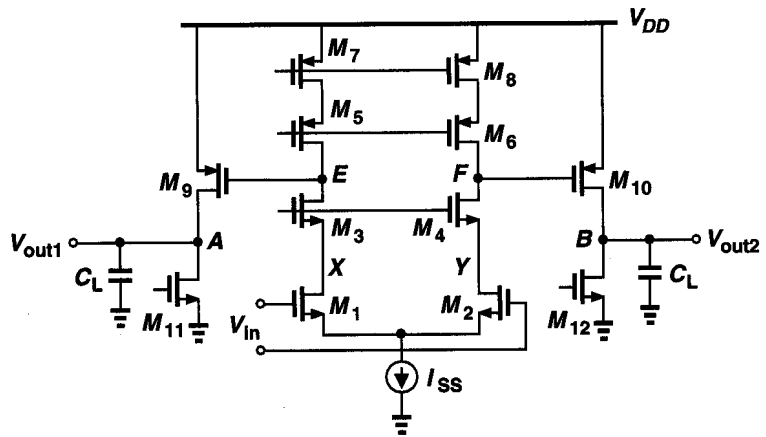 V_DD
M_7
M_8
M_5
M_6
M_9
E
F
M_10
M_3
M_4
V_out1
A
B
V_out2
C_L
X
Y
C_L
M_11
M_1
M_2
M_12
V_in
I_SS